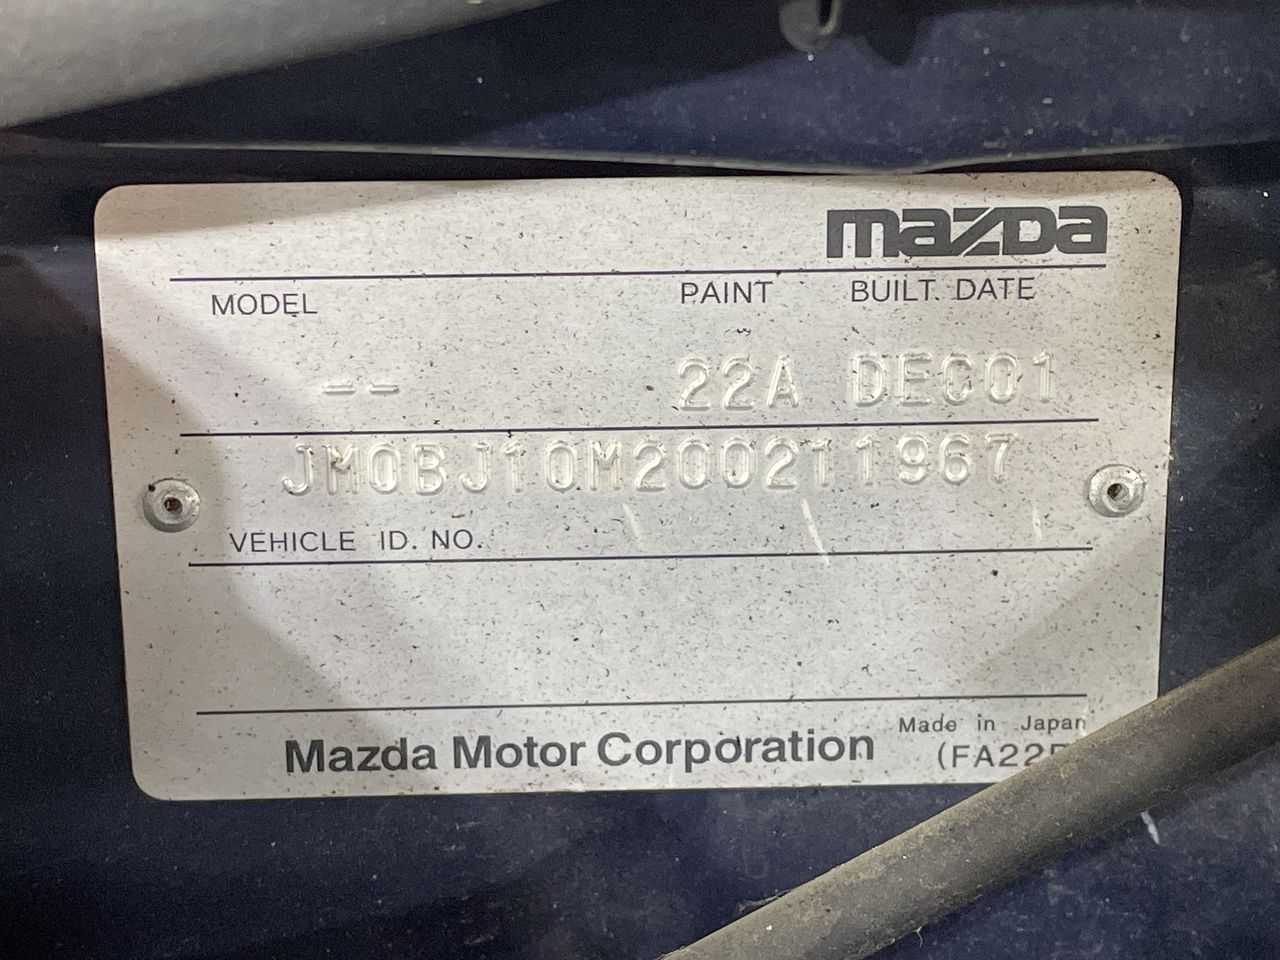 mazda
MODEL PAINT BUILT. DATE
-- 22A DEC01
JM0BJ10M200211967
VEHICLE ID. NO.
Made in Japan
Mazda Motor Corporation